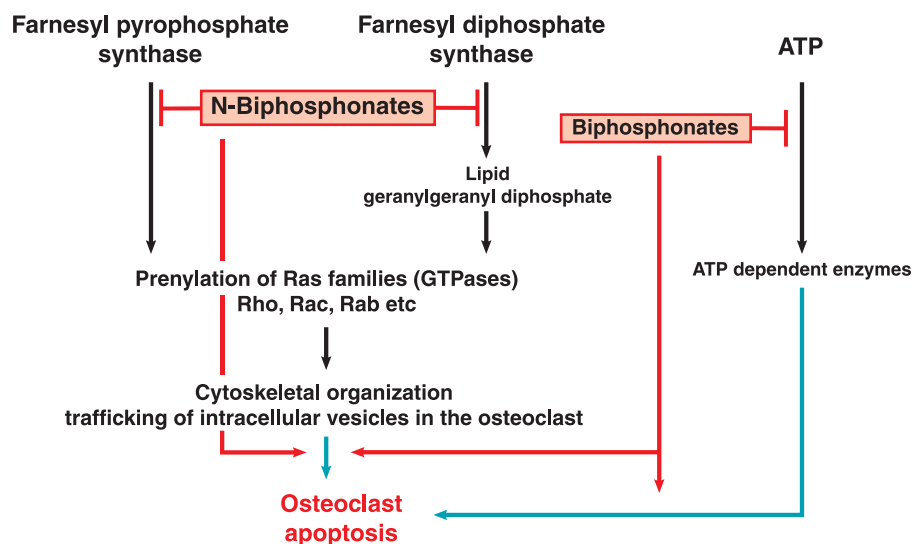 Farnesyl pyrophosphate
synthase
Farnesyl diphosphate
synthase
ATP
N-Biphosphonates
Biphosphonates
Lipid
geranylgeranyl diphosphate
Prenylation of Ras families (GTPases)
Rho, Rac, Rab etc
ATP dependent enzymes
Cytoskeletal organization
trafficking of intracellular vesicles in the osteoclast
Osteoclast
apoptosis